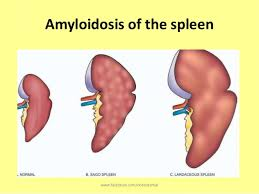 Amyloidosis of the spleen
. NORMAL
B. SAGO SPLEEN
C. LARDACEOUS SPLEEN